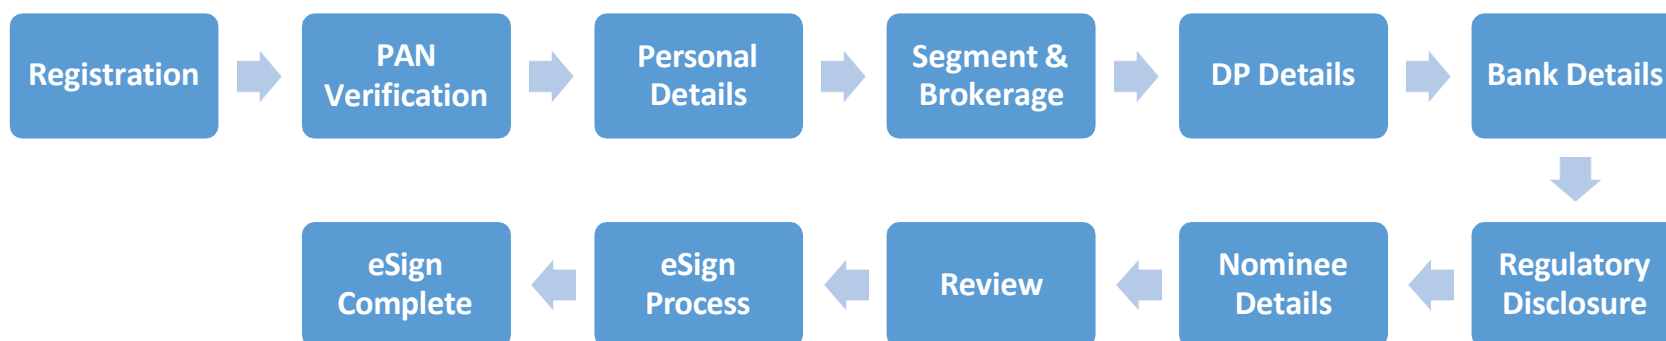 Registration
PAN
Verification
Personal
Details
Segment &
Brokerage
DP Details
Bank Details
Regulatory
Disclosure
Nominee
Details
Review
eSign
Process
eSign
Complete